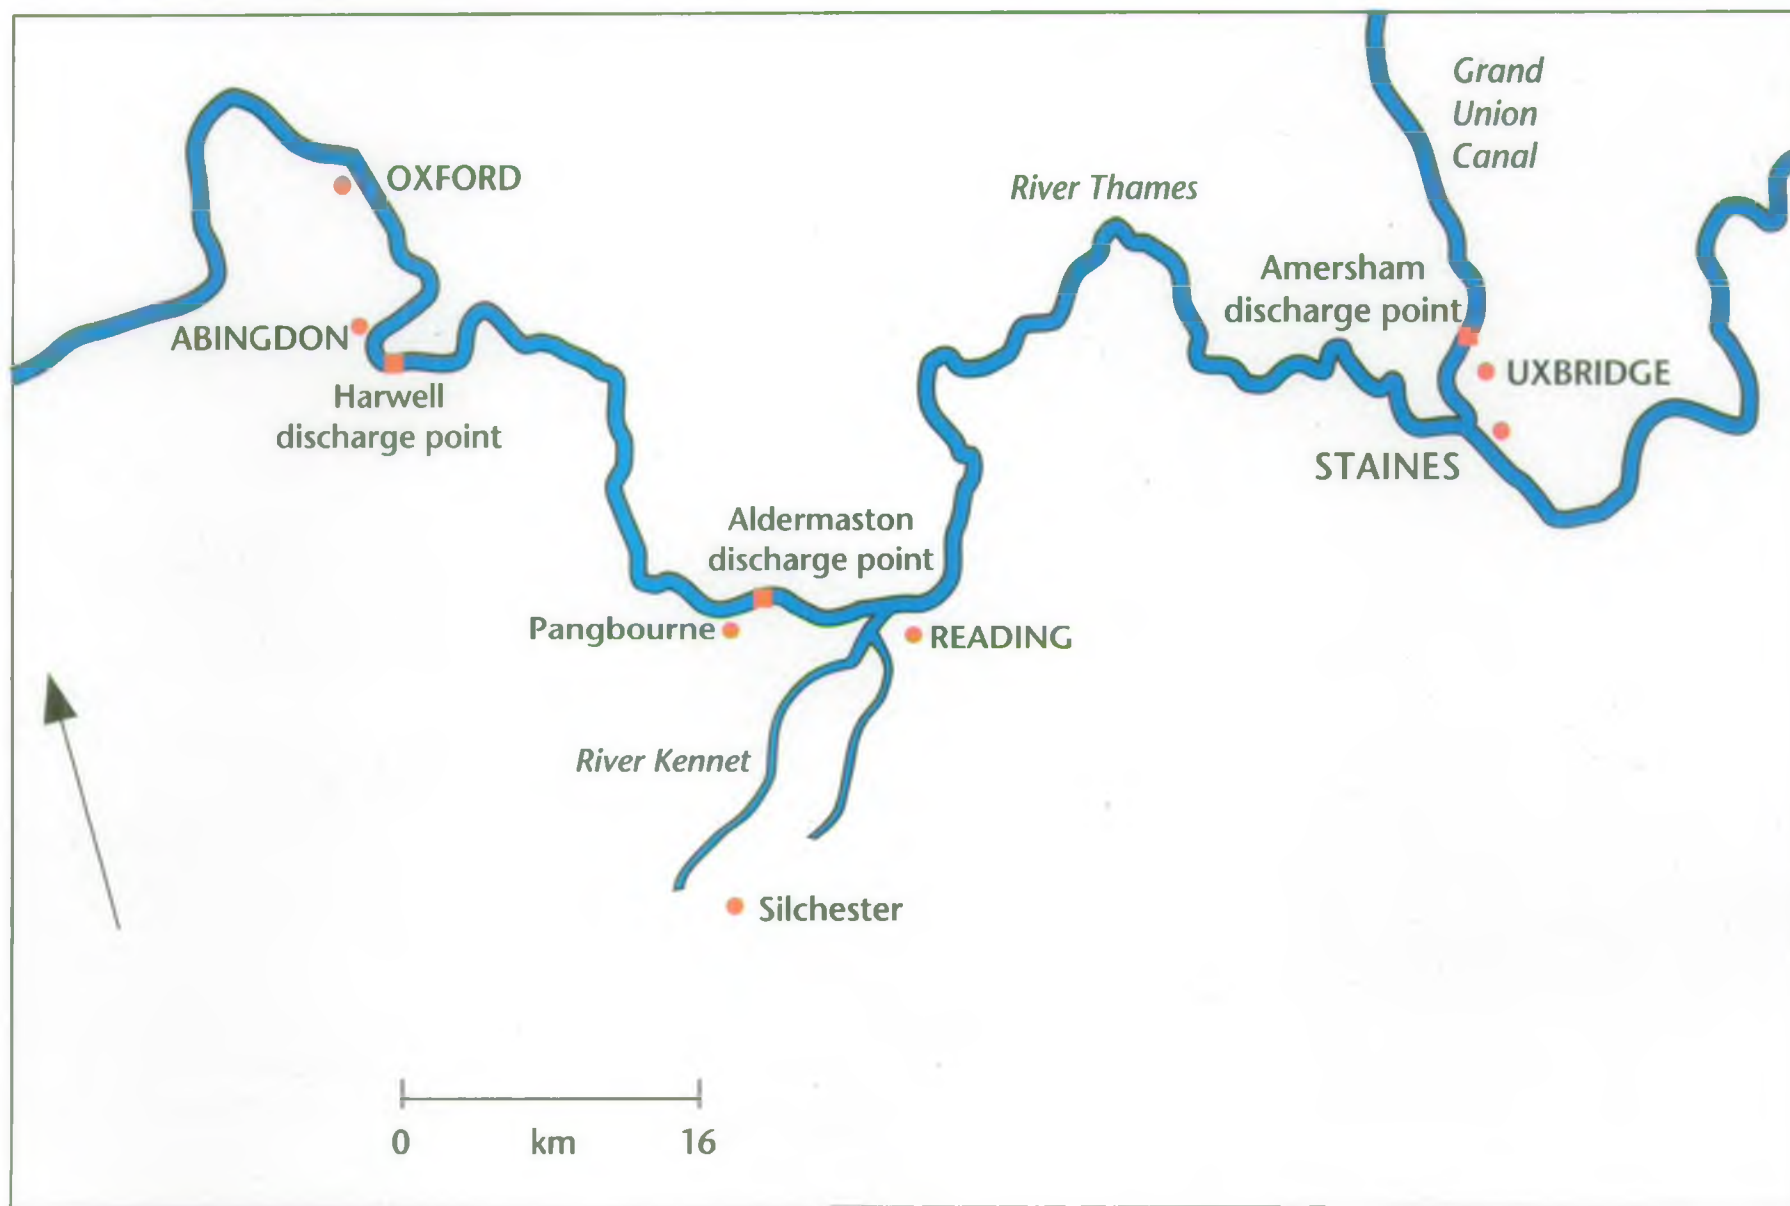 Grand
Union
Canal
OXFORD
River Thames
Amersham
discharge point
ABINGDON
UXBRIDGE
Harwell
discharge point
STAINES
Aldermaston
discharge point
Pangbourne
READING
River Kennet
Silchester
0 km 16